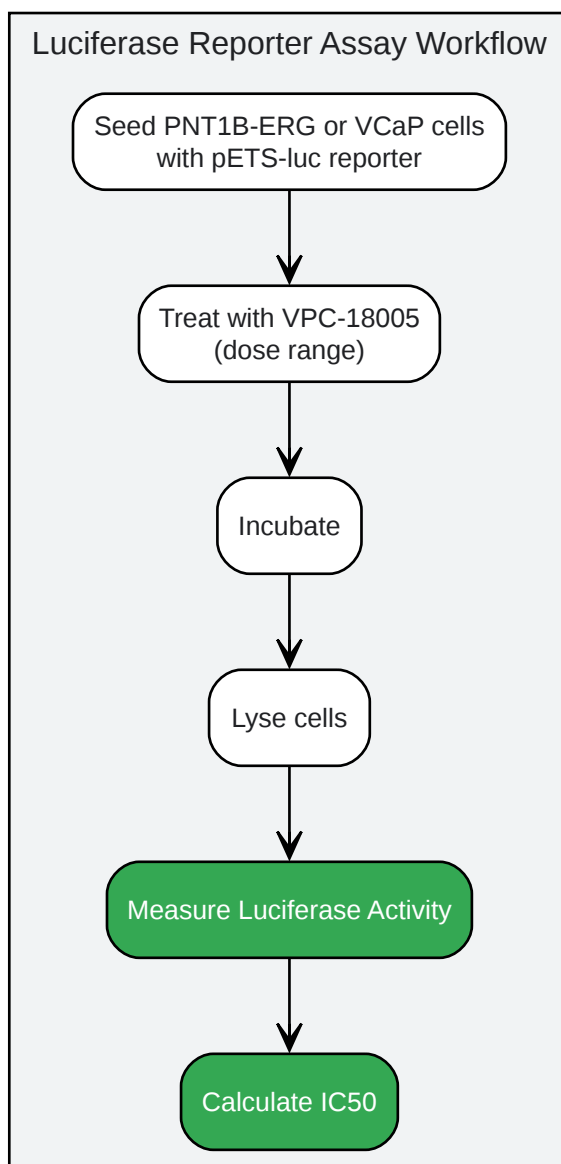 Luciferase Reporter Assay Workflow
Seed PNT1B-ERG or VCaP cells
with pETS-luc reporter
Treat with VPC-18005
(dose range)
Incubate
Lyse cells
Measure Luciferase Activity
Calculate IC50